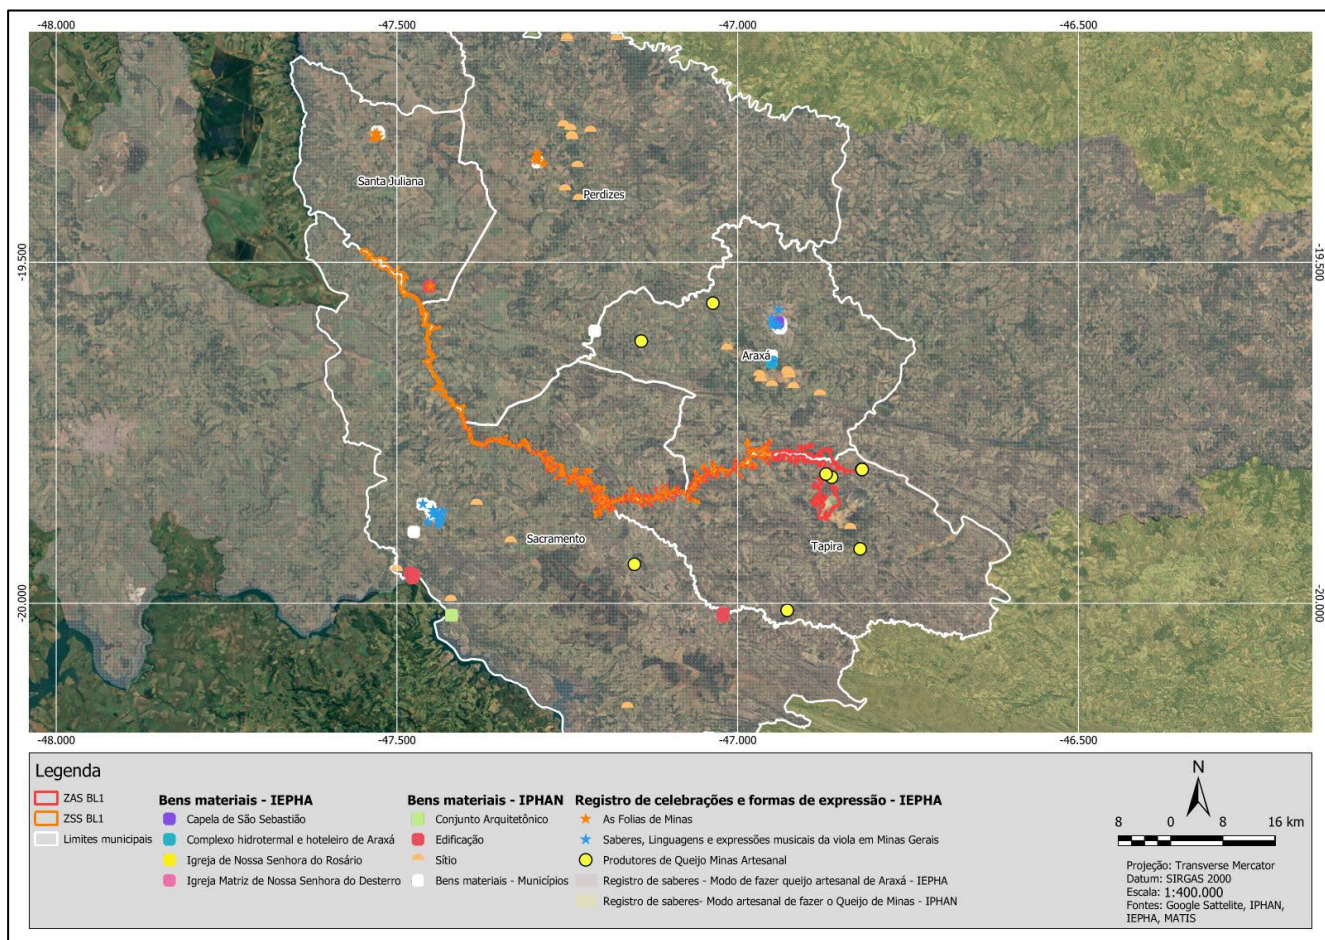 -48.000 -47.500 -47.000 -46.500
Santa Juliana
Perdizes
-19.500 -19.500
Araxá
Sacramento
Tapira
-20.000 -20.000
-48.000 -47.500 -47.000 -46.500
Legenda
ZAS BL1
ZSS BL1
Limites municipais
Bens materiais - IEPHA
Capela de São Sebastião
Complexo hidrotermal e hoteleiro de Araxá
Igreja de Nossa Senhora do Rosário
Igreja Matriz de Nossa Senhora do Desterro
Bens materiais - IPHAN
Conjunto Arquitetônico
Edificação
Sítio
Bens materiais - Municípios
Registro de celebrações e formas de expressão - IEPHA
As Folias de Minas
Saberes, Linguagens e expressões musicais da viola em Minas Gerais
Produtores de Queijo Minas Artesanal
Registro de saberes - Modo de fazer queijo artesanal de Araxá - IEPHA
Registro de saberes- Modo artesanal de fazer o Queijo de Minas - IPHAN
N
8 0 8 16 km
Projeção: Transverse Mercator
Datum: SIRGAS 2000
Escala: 1:400.000
Fontes: Google Sattelite, IPHAN,
IEPHA, MATIS